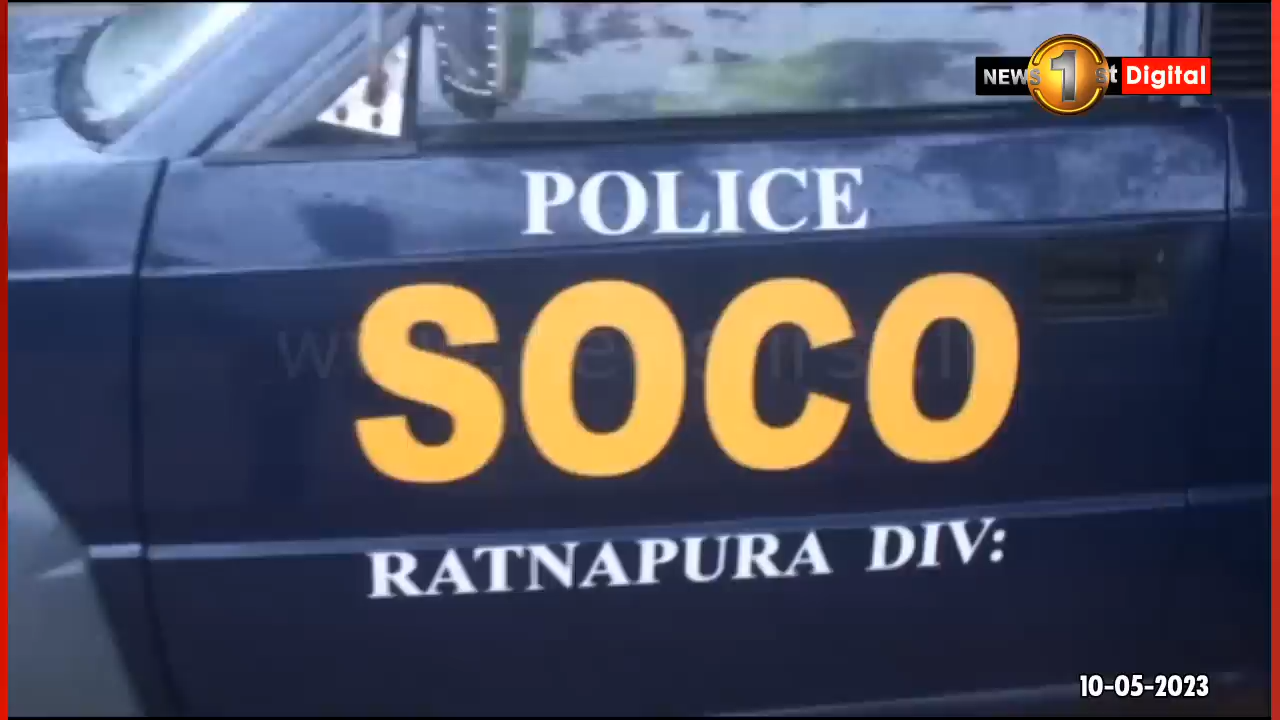 NEWS 1st Digital
POLICE
SOCO
RATNAPURA DIV:
10-05-2023